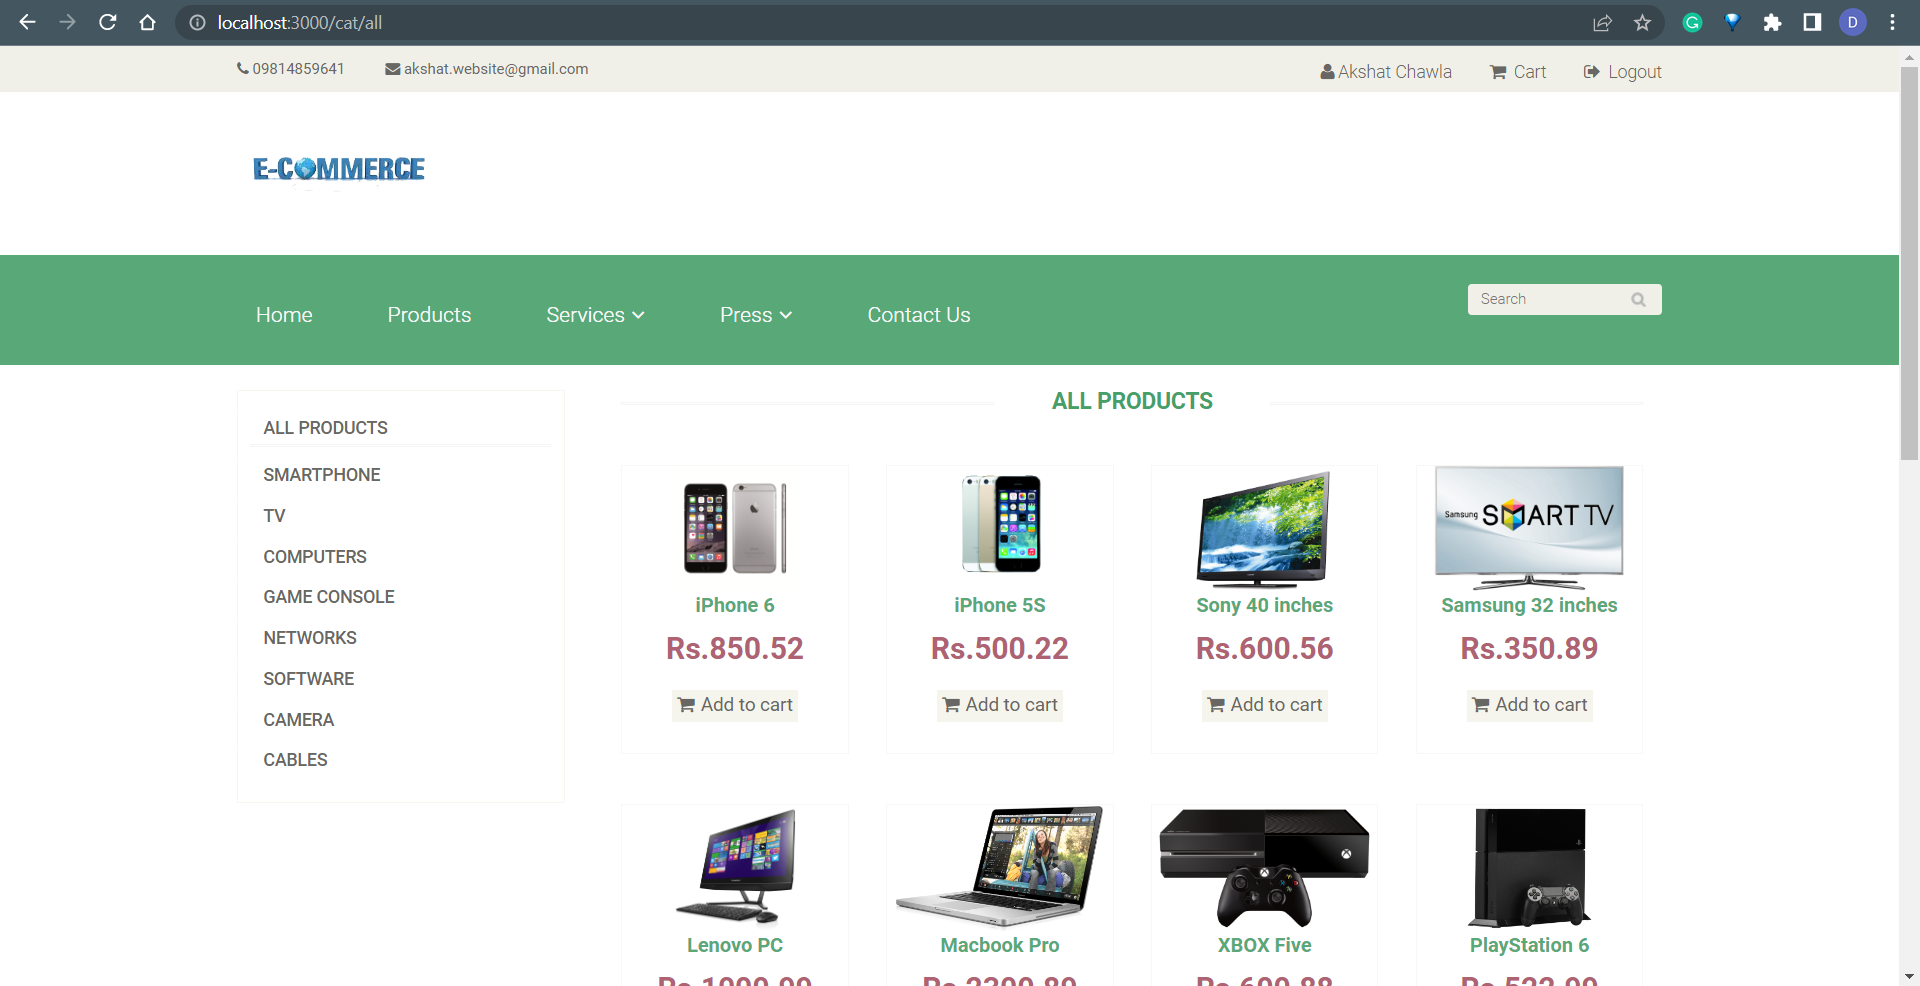 localhost:3000/cat/all
D
09814859641 akshat.website@gmail.com Akshat Chawla Cart Logout
E-COMMERCE
Home Products Services Press Contact Us Search
ALL PRODUCTS
SMARTPHONE
TV
COMPUTERS
GAME CONSOLE
NETWORKS
SOFTWARE
CAMERA
CABLES
ALL PRODUCTS
Samsung SMART TV
iPhone 6 iPhone 5S Sony 40 inches Samsung 32 inches
Rs.850.52 Rs.500.22 Rs.600.56 Rs.350.89
Add to cart Add to cart Add to cart Add to cart
Lenovo PC Macbook Pro XBOX Five PlayStation 6